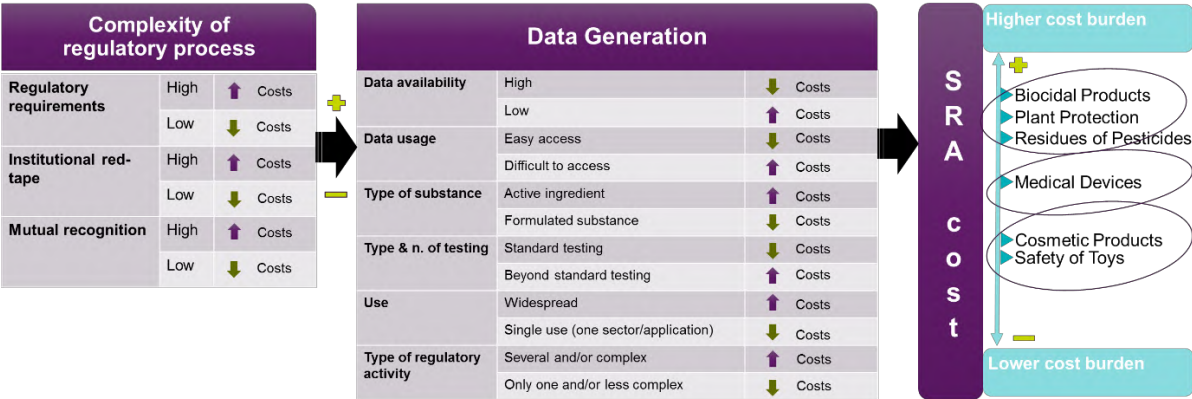 Complexity of
regulatory process
Regulatory
requirements
High
Costs
Low
Costs
Institutional red-
tape
High
Costs
Low
Costs
Mutual recognition
High
Costs
Low
Costs
Data Generation
Data availability
High
Costs
Low
Costs
Data usage
Easy access
Costs
Difficult to access
Costs
Type of substance
Active ingredient
Costs
Formulated substance
Costs
Type & n. of testing
Standard testing
Costs
Beyond standard testing
Costs
Use
Widespread
Costs
Single use (one sector/application)
Costs
Type of regulatory
activity
Several and/or complex
Costs
Only one and/or less complex
Costs
SRA cost
Higher cost burden
Biocidal Products
Plant Protection
Residues of Pesticides
Medical Devices
Cosmetic Products
Safety of Toys
Lower cost burden